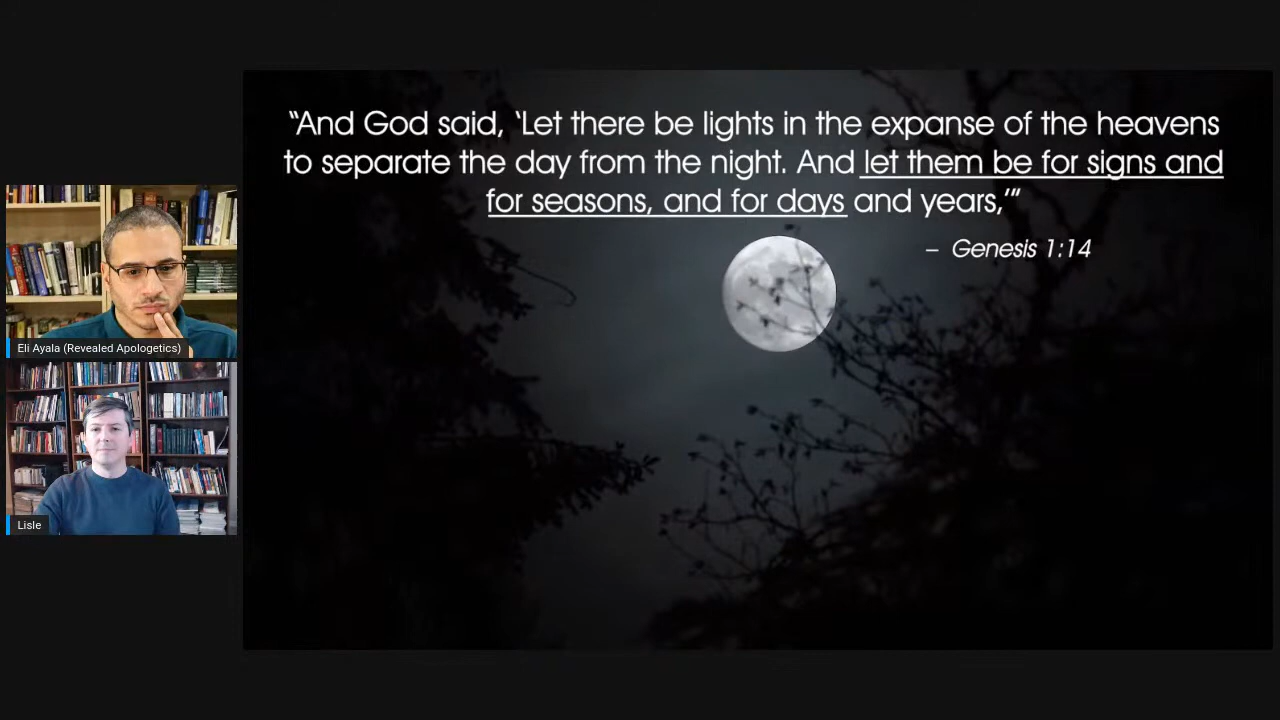 “And God said, ‘Let there be lights in the expanse of the heavens
to separate the day from the night. And let them be for signs and
for seasons, and for days and years,’”
– Genesis 1:14
Eli Ayala (Revealed Apologetics)
Lisle